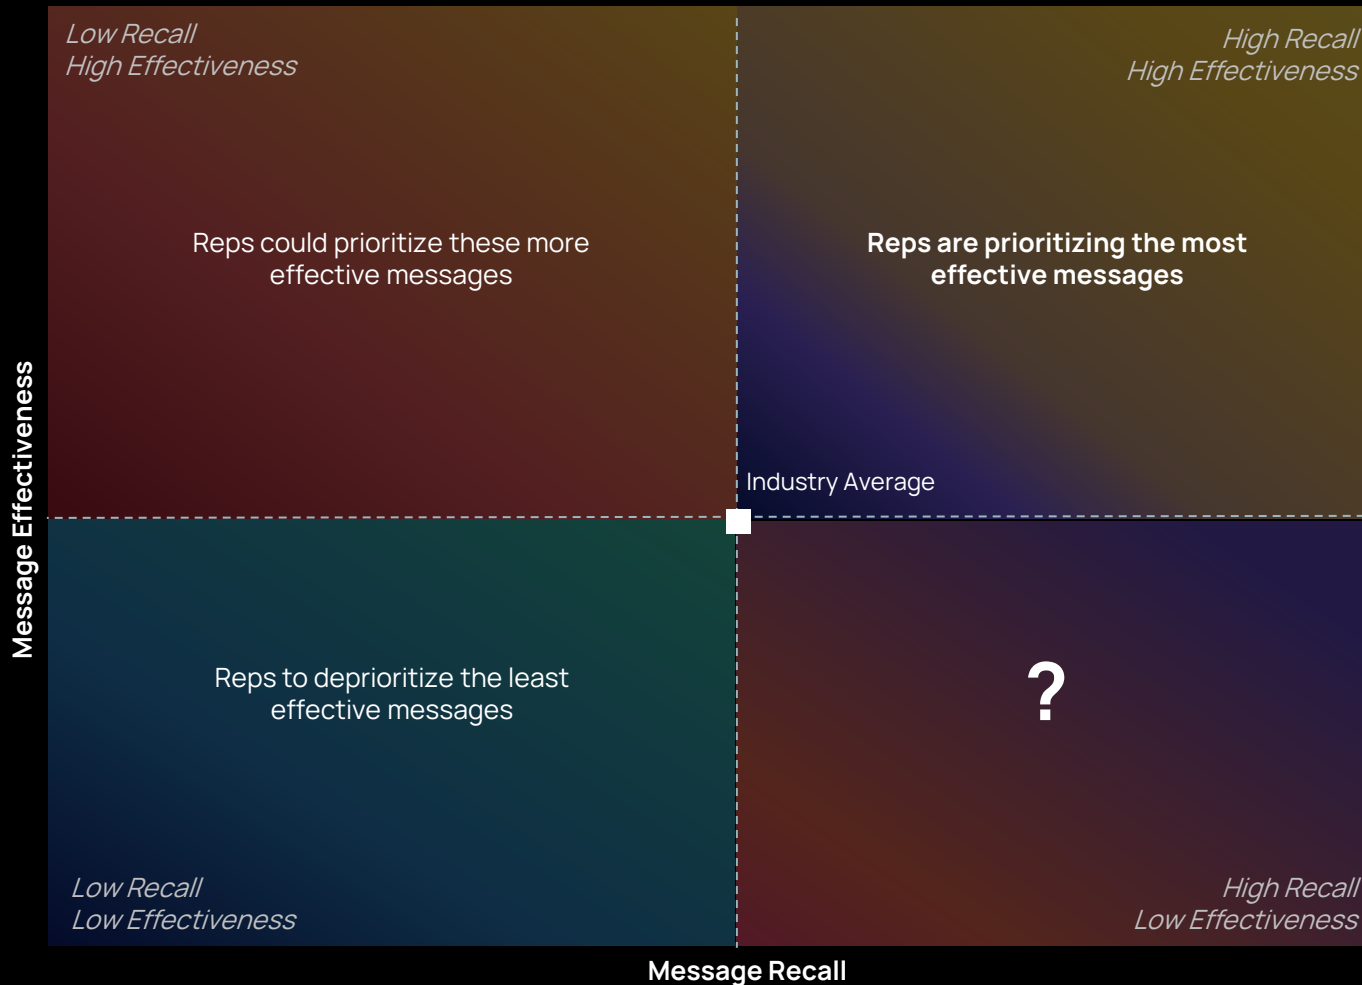 Low Recall
High Effectiveness
High Recall
High Effectiveness
Reps could prioritize these more
effective messages
Reps are prioritizing the most
effective messages
Message Effectiveness
Industry Average
Reps to deprioritize the least
effective messages
?
Low Recall
Low Effectiveness
High Recall
Low Effectiveness
Message Recall